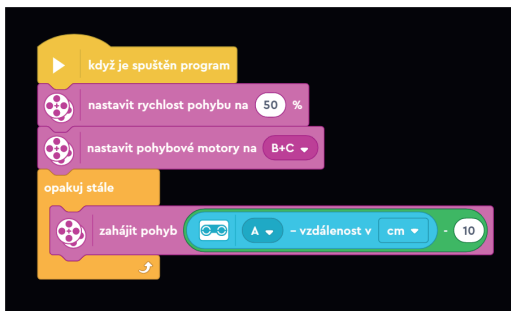 když je spuštěn program
nastavit rychlost pohybu na 50 %
nastavit pohybové motory na B+C
opakuj stále
zahájit pohyb A – vzdálenost v cm - 10